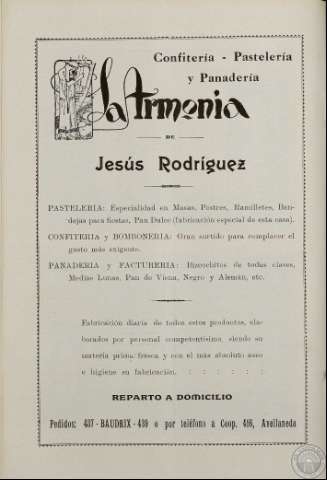 Confitería - Pastelería
y Panadería
La Armonia
DE
Jesús Rodríguez
PASTELERIA: Especialidad en Masas, Postres, Ramilletes, Ban-
dejas para fiestas, Pan Dulce (fabricación especial de esta casa).
CONFITERIA y BOMBONERIA: Gran surtido para complacer el
gusto más exigente.
PANADERIA y FACTURERIA: Bizcochitos de todas clases,
Medias Lunas, Pan de Viena, Negro y Alemán, etc.
Fabricación diaria de todos estos productos, ela-
borados por personal competentísimo, siendo su
materia prima fresca y con el más absoluto aseo
e higiene su fabricación. : : : : : :
REPARTO A DOMICILIO
Pedidos: 437 - BAUDRIX - 439 o por teléfono a Coop. 416, Avellaneda